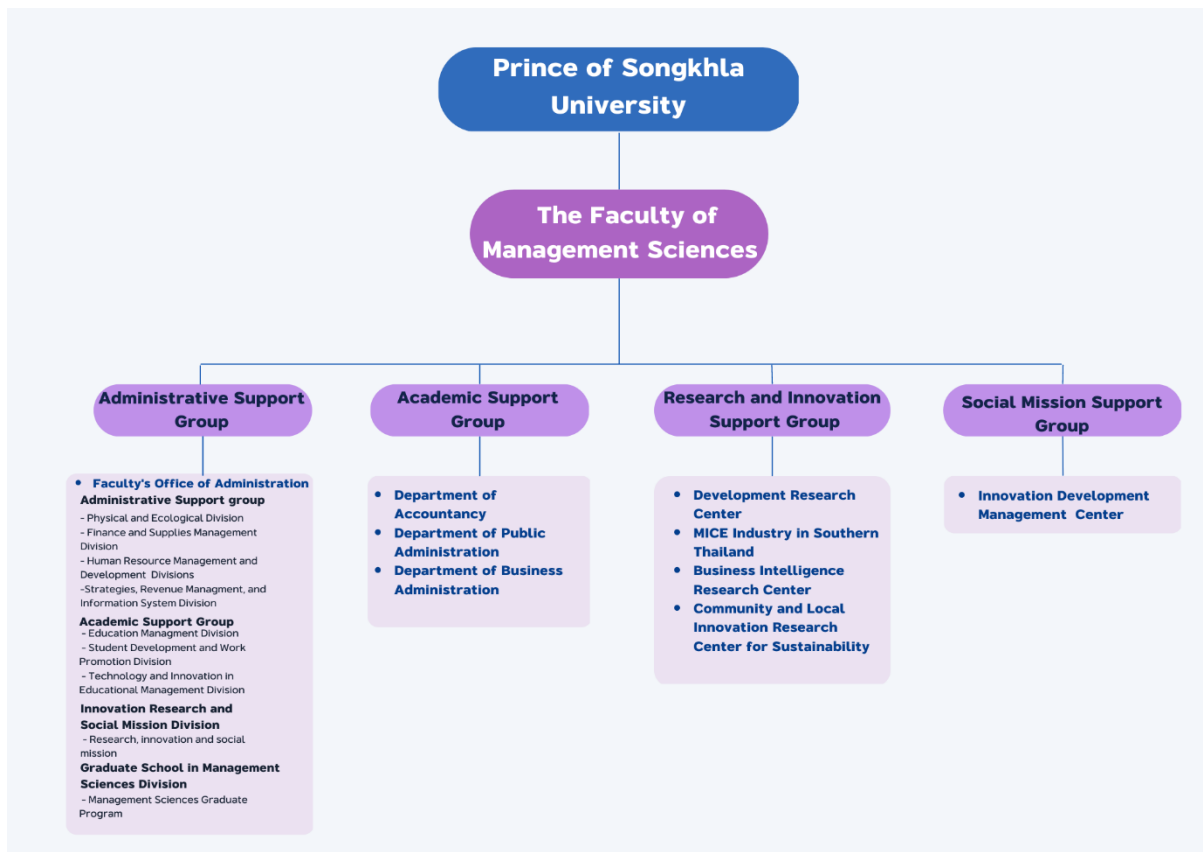 Prince of Songkhla
University
The Faculty of
Management Sciences
Administrative Support
Group
• Faculty's Office of Administration
Administrative Support group
- Physical and Ecological Division
- Finance and Supplies Management
Division
- Human Resource Management and
Development Divisions
-Strategies, Revenue Managment, and
Information System Division
Academic Support Group
- Education Managment Division
- Student Development and Work
Promotion Division
- Technology and Innovation in
Educational Management Division
Innovation Research and
Social Mission Division
- Research, innovation and social
mission
Graduate School in Management
Sciences Division
- Management Sciences Graduate
Program
Academic Support
Group
• Department of
Accountancy
• Department of Public
Administration
• Department of Business
Administration
Research and Innovation
Support Group
• Development Research
Center
• MICE Industry in Southern
Thailand
• Business Intelligence
Research Center
• Community and Local
Innovation Research
Center for Sustainability
Social Mission Support
Group
• Innovation Development
Management Center